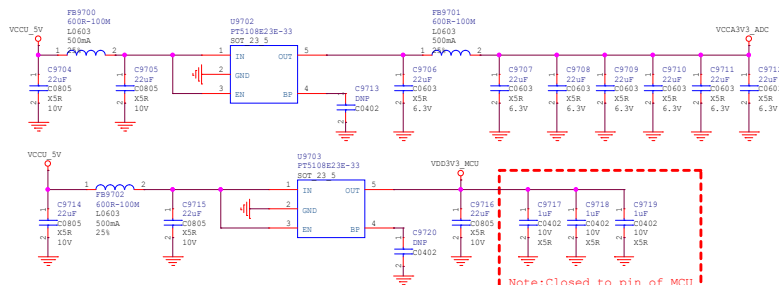 VCCU_5V
FB9700
600R-100M
L0603
500mA
25%
1
2
U9702
PT5108E23E-33
SOT_23_5
1
IN
OUT
5
2
GND
3
EN
BP
4
FB9701
600R-100M
L0603
500mA
25%
1
2
VCCA3V3_ADC
C9704
22uF
C0805
X5R
10V
C9705
22uF
C0805
X5R
10V
C9713
DNP
C0402
C9706
22uF
C0603
X5R
6.3V
C9707
22uF
C0603
X5R
6.3V
C9708
22uF
C0603
X5R
6.3V
C9709
22uF
C0603
X5R
6.3V
C9710
22uF
C0603
X5R
6.3V
C9711
22uF
C0603
X5R
6.3V
22uF
C0603
X5R
6.3V
VCCU_5V
1
2
FB9702
600R-100M
L0603
500mA
25%
U9703
PT5108E23E-33
SOT_23_5
1
IN
OUT
5
2
GND
3
EN
BP
4
VDD3V3_MCU
C9714
22uF
C0805
X5R
10V
C9715
22uF
C0805
X5R
10V
C9720
DNP
C0402
C9716
22uF
C0805
X5R
10V
C9717
1uF
C0402
10V
X5R
C9718
1uF
C0402
10V
X5R
C9719
1uF
C0402
10V
X5R
Note:Closed to pin of MCU